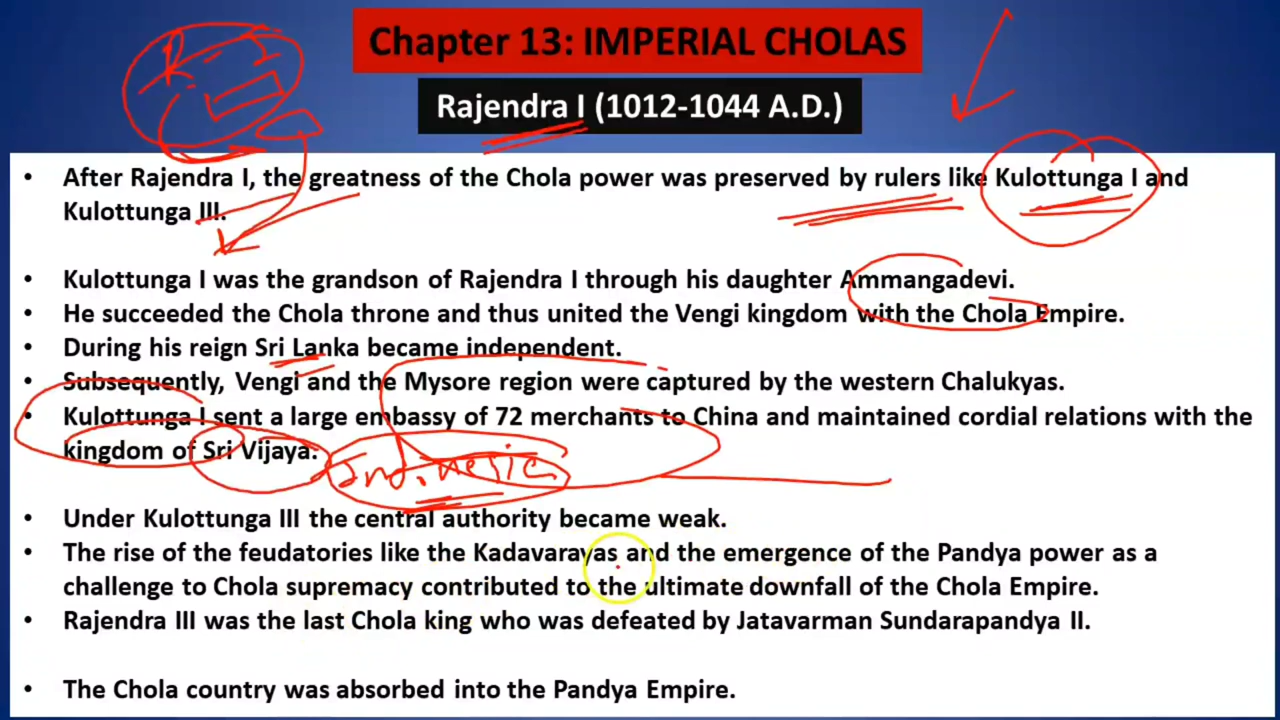 Chapter 13: IMPERIAL CHOLAS
Rajendra I (1012-1044 A.D.)
R-I
• After Rajendra I, the greatness of the Chola power was preserved by rulers like Kulottunga I and
Kulottunga III.
• Kulottunga I was the grandson of Rajendra I through his daughter Ammangadevi.
• He succeeded the Chola throne and thus united the Vengi kingdom with the Chola Empire.
• During his reign Sri Lanka became independent.
• Subsequently, Vengi and the Mysore region were captured by the western Chalukyas.
• Kulottunga I sent a large embassy of 72 merchants to China and maintained cordial relations with the
kingdom of Sri Vijaya.
Indonesia
• Under Kulottunga III the central authority became weak.
• The rise of the feudatories like the Kadavarayas and the emergence of the Pandya power as a
challenge to Chola supremacy contributed to the ultimate downfall of the Chola Empire.
• Rajendra III was the last Chola king who was defeated by Jatavarman Sundarapandya II.
• The Chola country was absorbed into the Pandya Empire.